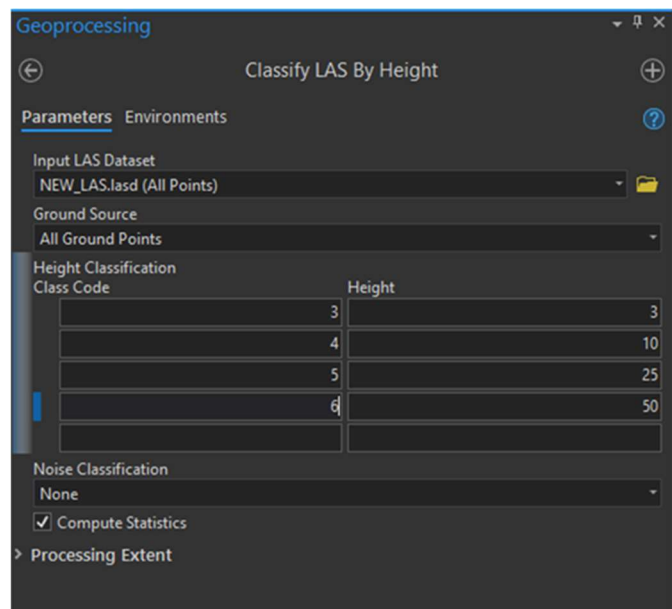 Geoprocessing
Classify LAS By Height
Parameters Environments
Input LAS Dataset
NEW_LAS.lasd (All Points)
Ground Source
All Ground Points
Height Classification
Class Code Height
3 3
4 10
5 25
6 50
Noise Classification
None
Compute Statistics
Processing Extent